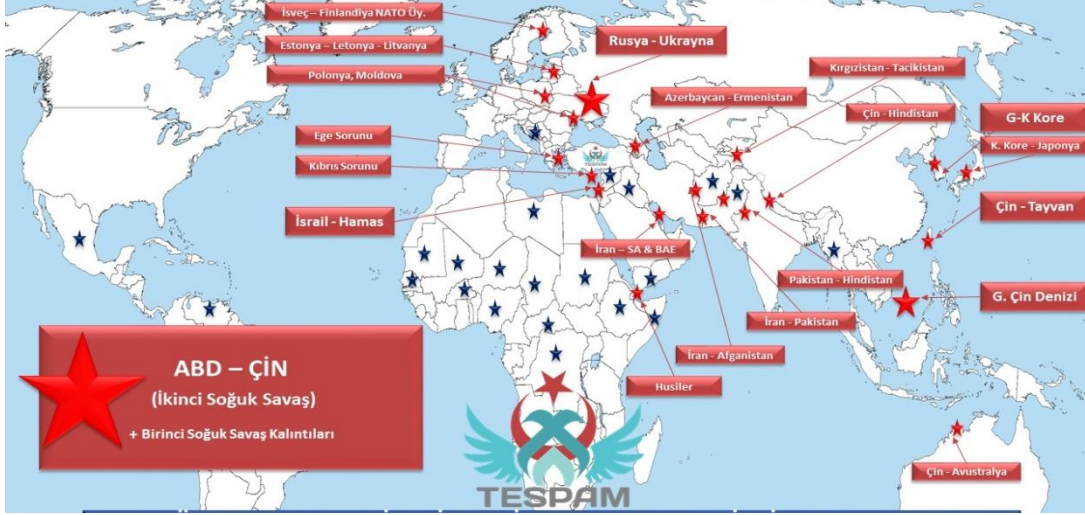 İsveç – Finlandiya NATO Üy.
Estonya – Letonya - Litvanya
Polonya, Moldova
Rusya - Ukrayna
Kırgızistan - Tacikistan
Azerbaycan - Ermenistan
Çin - Hindistan
Ege Sorunu
G-K Kore
K. Kore - Japonya
Kıbrıs Sorunu
TESPAM
İsrail - Hamas
Çin - Tayvan
İran – SA & BAE
Pakistan - Hindistan
G. Çin Denizi
İran - Pakistan
İran - Afganistan
Husiler
ABD – ÇİN
(İkinci Soğuk Savaş)
+ Birinci Soğuk Savaş Kalıntıları
Çin - Avustralya
TESPAM